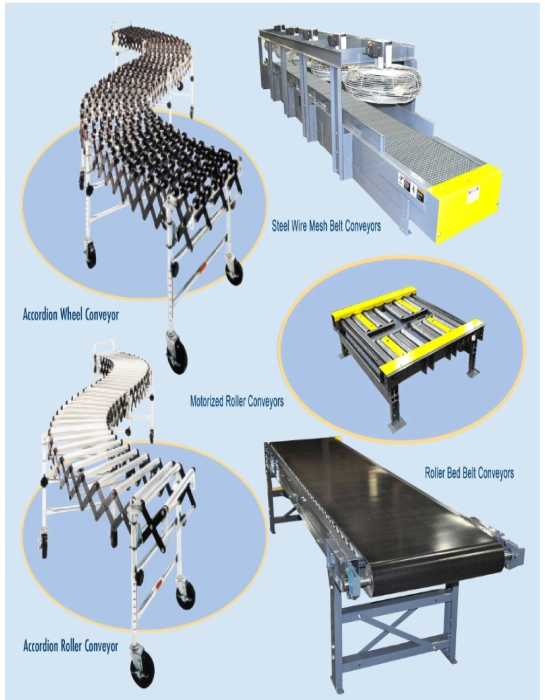 Steel Wire Mesh Belt Conveyors
Accordion Wheel Conveyor
Motorized Roller Conveyors
Roller Bed Belt Conveyors
Accordion Roller Conveyor